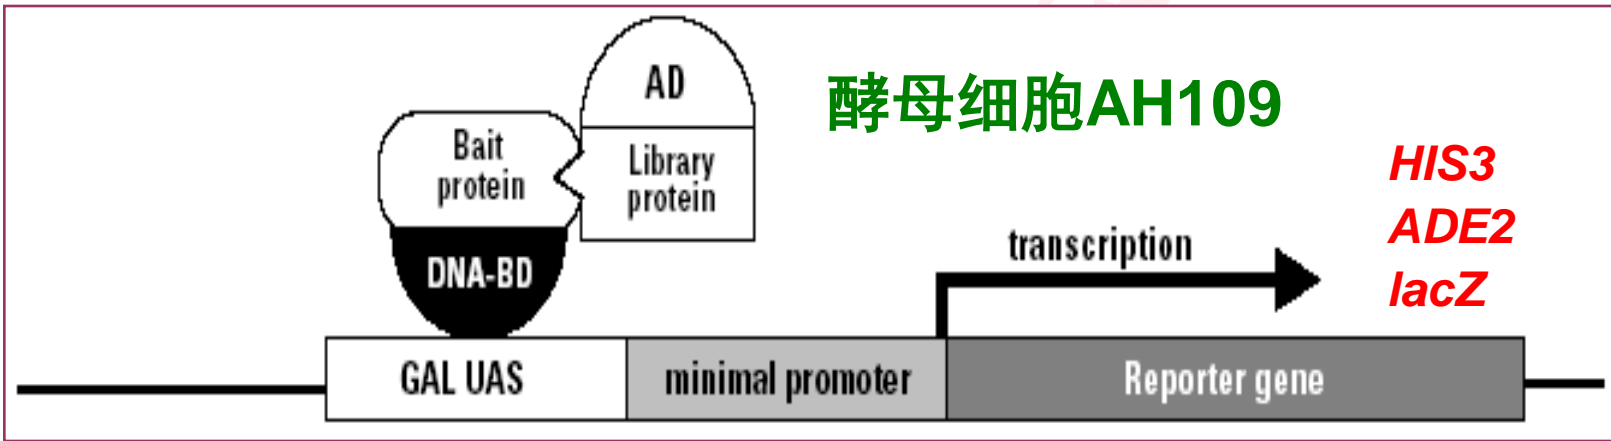 AD
酵母细胞AH109
Bait
protein
Library
protein
HIS3
ADE2
lacZ
transcription
DNA-BD
GAL UAS
minimal promoter
Reporter gene